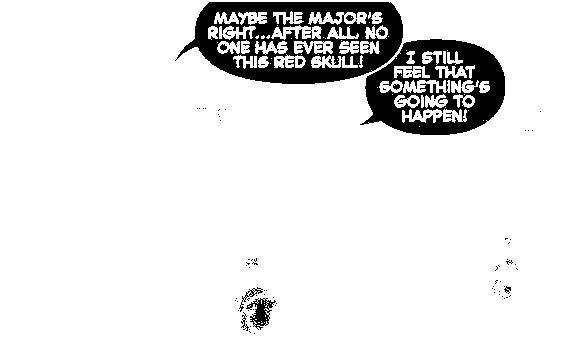 MAYBE THE MAJOR'S
RIGHT...AFTER ALL, NO
ONE HAS EVER SEEN
THIS RED SKULL!
I STILL
FEEL THAT
SOMETHING'S
GOING TO
HAPPEN!